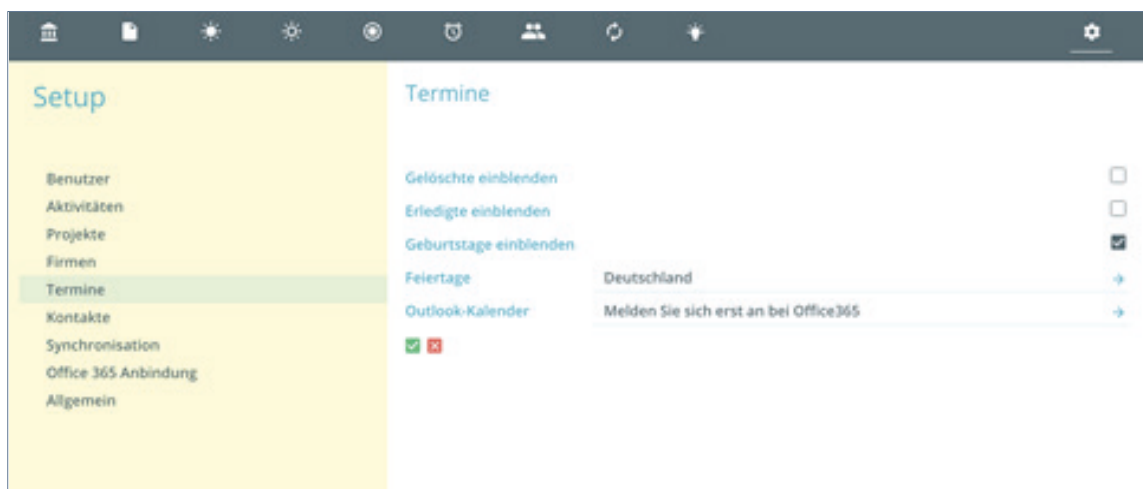 Setup
Benutzer
Aktivitäten
Projekte
Firmen
Termine
Kontakte
Synchronisation
Office 365 Anbindung
Allgemein
Termine
Gelöschte einblenden
Erledigte einblenden
Geburtstage einblenden
Feiertage Deutschland
Outlook-Kalender Melden Sie sich erst an bei Office365